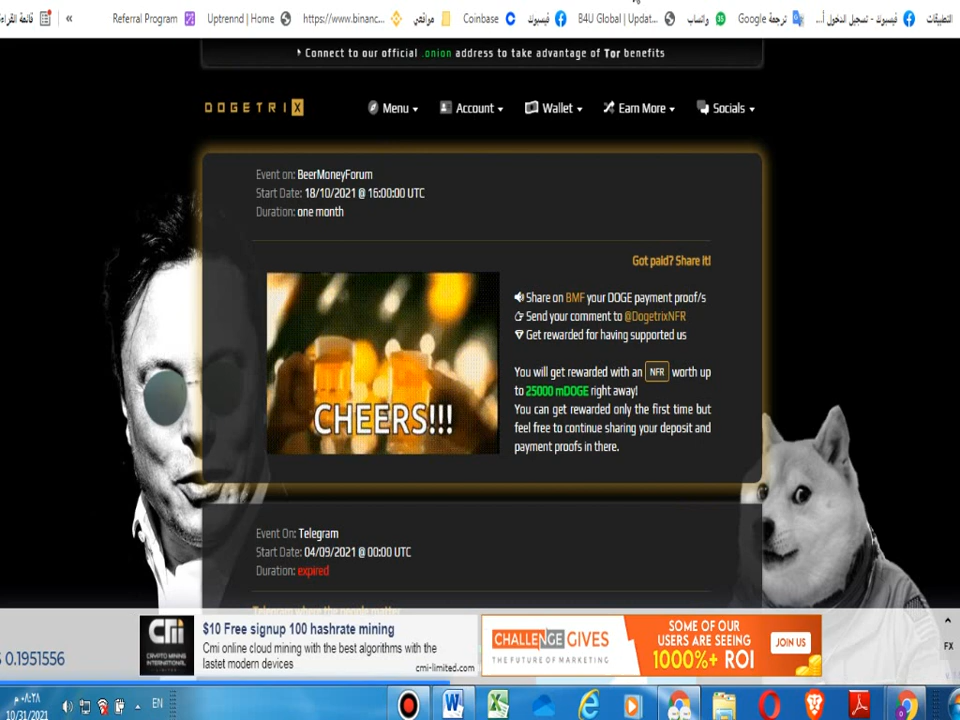 Referral Program
Uptrennd | Home
https://www.binanc...
مرافعي
Coinbase
فيسبوك
B4U Global | Updat...
واتساب
ترجمة Google
فيسبوك - تسجيل الدخول أ...
التطبيقات
قائمة القراءة
Connect to our official .onion address to take advantage of Tor benefits
DOGETRIX
Menu
Account
Wallet
Earn More
Socials
Event on: BeerMoneyForum
Start Date: 18/10/2021 @ 16:00:00 UTC
Duration: one month
Got paid? Share it!
Share on BMF your DOGE payment proof/s
Send your comment to @DogetrixNFR
Get rewarded for having supported us
You will get rewarded with an NFR worth up
to 25000 mDOGE right away!
You can get rewarded only the first time but
feel free to continue sharing your deposit and
payment proofs in there.
CHEERS!!!
Event On: Telegram
Start Date: 04/09/2021 @ 00:00 UTC
Duration: expired
$ 0.1951556
CMI
CRYPTO MINING
INTERNATIONAL
$10 Free signup 100 hashrate mining
Cmi online cloud mining with the best algorithms with the
lastet modern devices
cmi-limited.com
CHALLENGE GIVES
THE FUTURE OF MARKETING
SOME OF OUR
USERS ARE SEEING
1000%+ ROI
JOIN US
FX
EN
10/31/2021